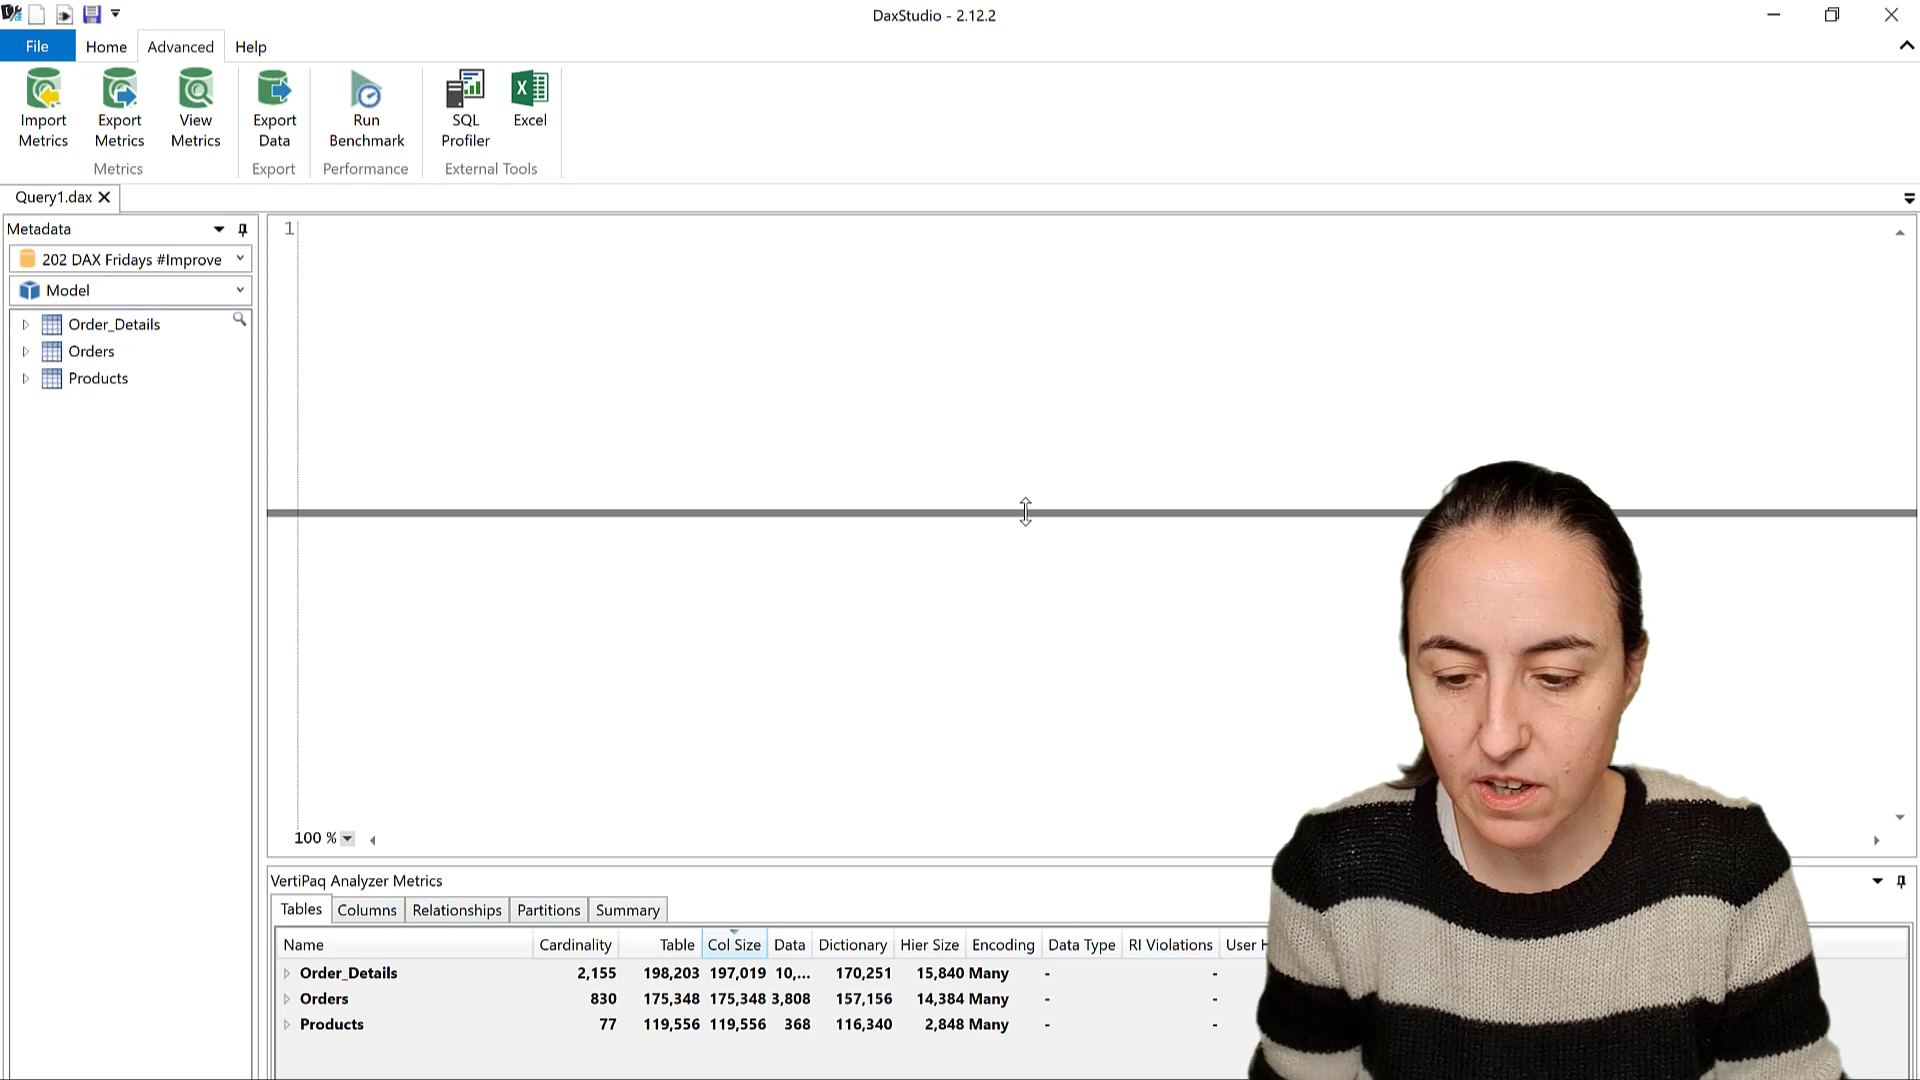 DaxStudio - 2.12.2
File Home Advanced Help
Import Metrics
Export Metrics
View Metrics
Export Data
Run Benchmark
SQL Profiler
Excel
Metrics Export Performance External Tools
Query1.dax
Metadata
202 DAX Fridays #Improve
Model
Order_Details
Orders
Products
1
100 %
VertiPaq Analyzer Metrics
Tables Columns Relationships Partitions Summary
Name Cardinality Table Col Size Data Dictionary Hier Size Encoding Data Type RI Violations User H
Order_Details 2,155 198,203 197,019 10,... 170,251 15,840 Many - -
Orders 830 175,348 175,348 3,808 157,156 14,384 Many - -
Products 77 119,556 119,556 368 116,340 2,848 Many - -